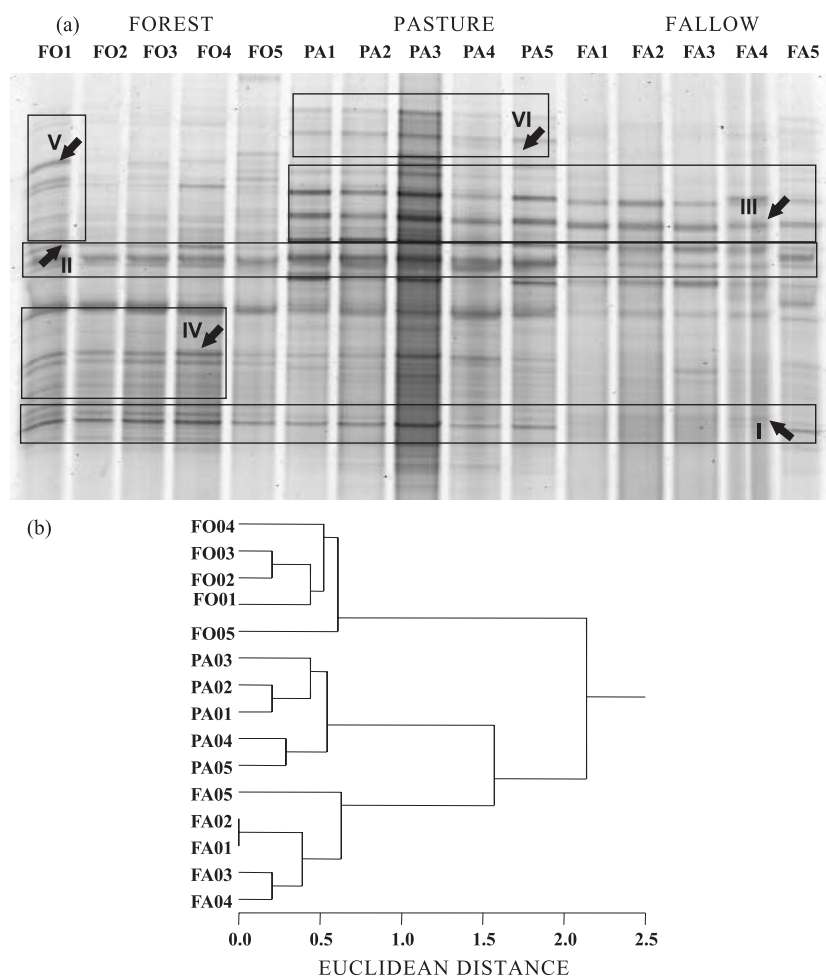 (a) FOREST PASTURE FALLOW
FO1 FO2 FO3 FO4 FO5 PA1 PA2 PA3 PA4 PA5 FA1 FA2 FA3 FA4 FA5
V
VI
III
II
IV
I
(b)
FO04
FO03
FO02
FO01
FO05
PA03
PA02
PA01
PA04
PA05
FA05
FA02
FA01
FA03
FA04
0.0 0.5 1.0 1.5 2.0 2.5
EUCLIDEAN DISTANCE